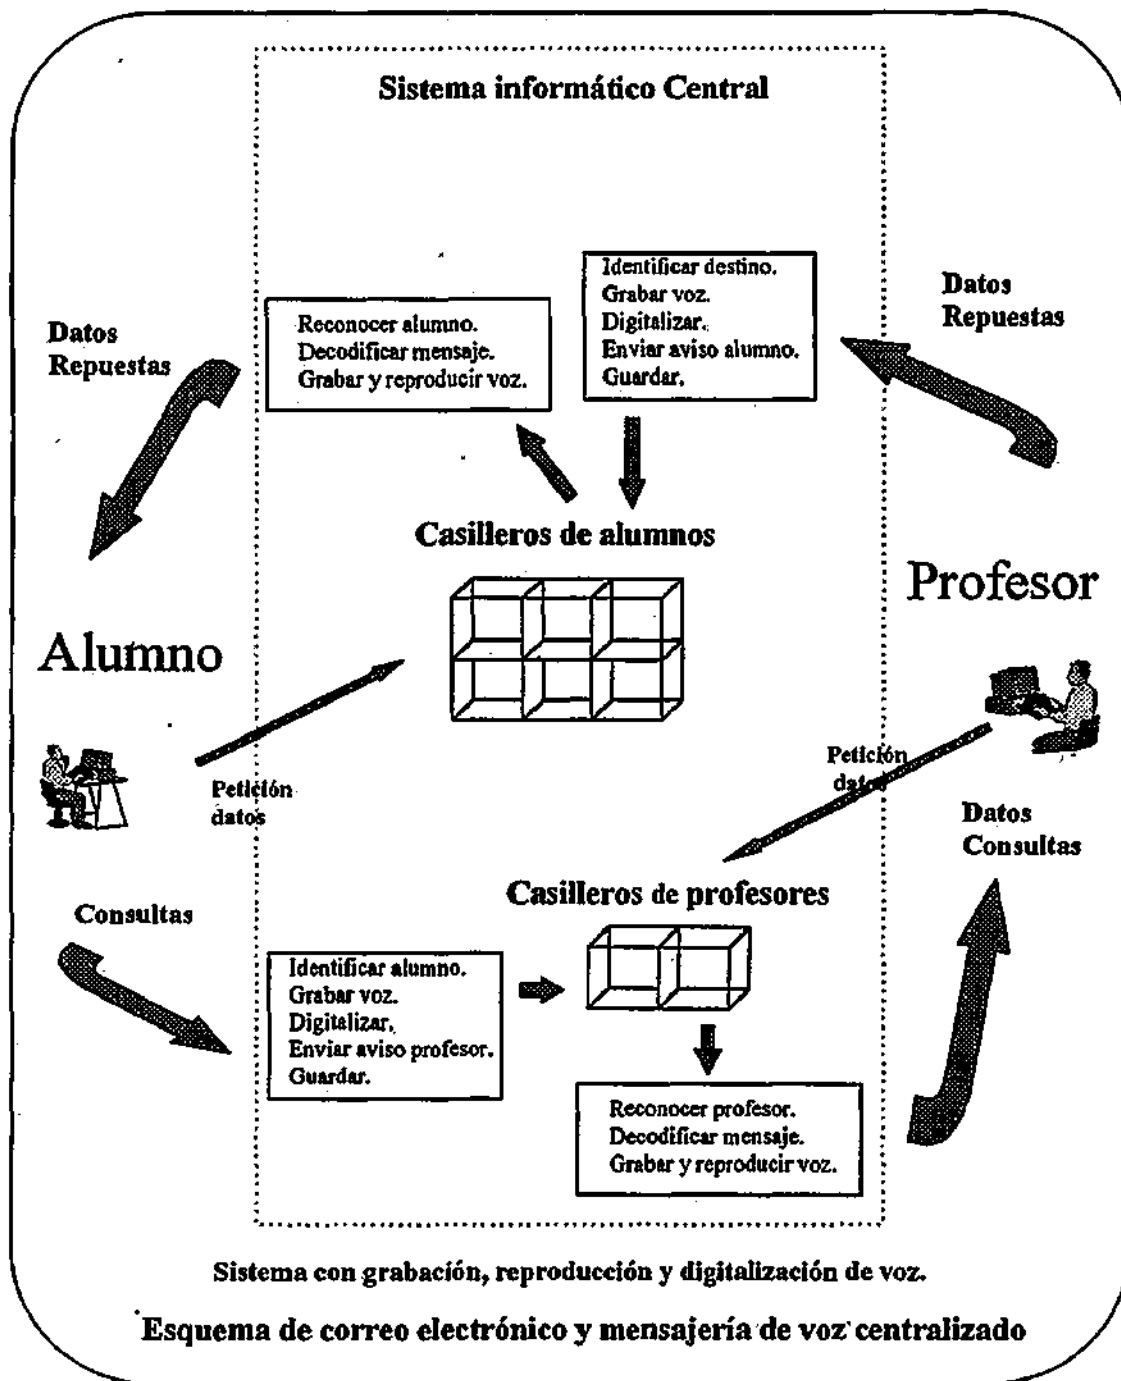 Sistema informático Central
Identificar destino.
Grabar voz.
Digitalizar.
Enviar aviso alumno.
Guardar.
Reconocer alumno.
Decodificar mensaje.
Grabar y reproducir voz.
Datos
Repuestas
Datos
Repuestas
Casilleros de alumnos
Profesor
Alumno
Petición
datos
Petición
datos
Datos
Consultas
Casilleros de profesores
Consultas
Identificar alumno.
Grabar voz.
Digitalizar.
Enviar aviso profesor.
Guardar.
Reconocer profesor.
Decodificar mensaje.
Grabar y reproducir voz.
Sistema con grabación, reproducción y digitalización de voz.
Esquema de correo electrónico y mensajería de voz centralizado